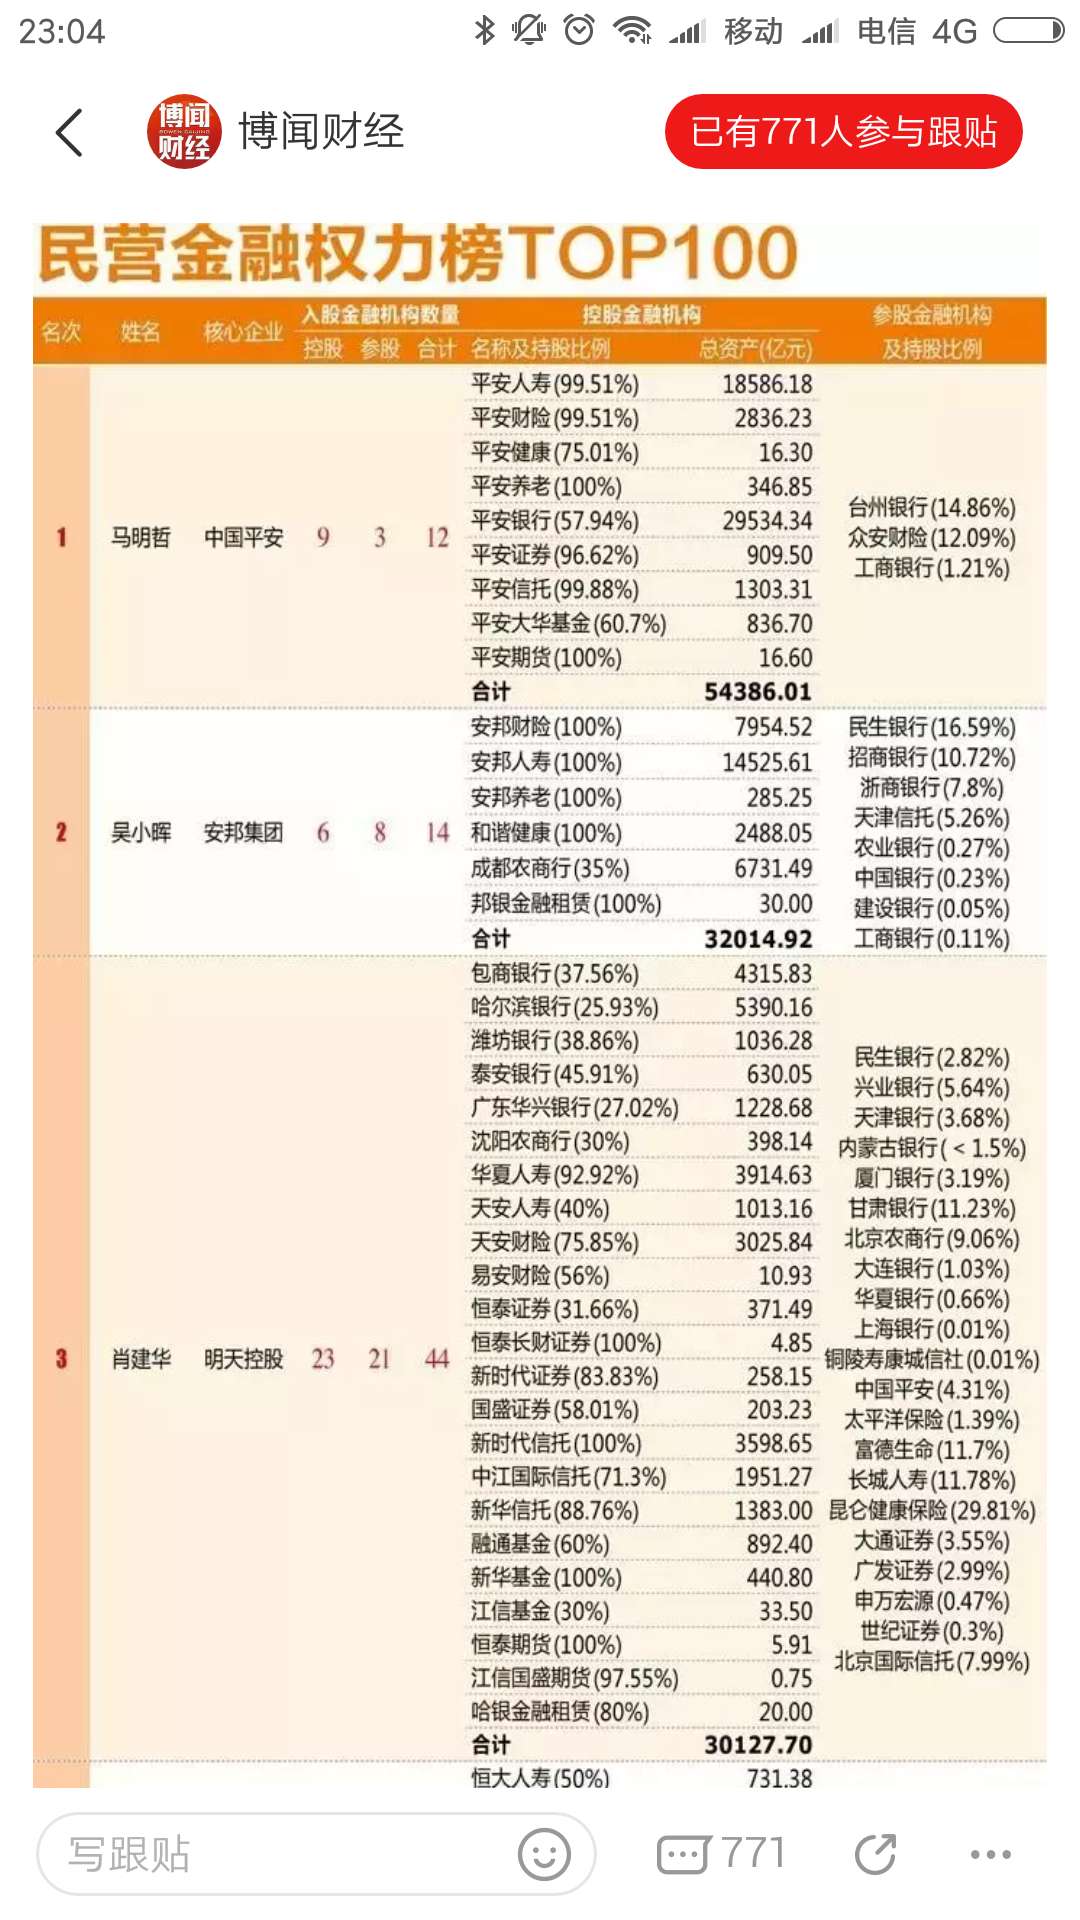 23:04 移动 电信 4G
博闻财经 BOWEN CAIJING 博闻财经 已有771人参与跟贴
民营金融权力榜TOP100
名次 姓名 核心企业 入股金融机构数量 控股金融机构 参股金融机构
控股 参股 合计 名称及持股比例 总资产(亿元) 及持股比例
1 马明哲 中国平安 9 3 12
平安人寿(99.51%) 18586.18
平安财险(99.51%) 2836.23
平安健康(75.01%) 16.30
平安养老(100%) 346.85
平安银行(57.94%) 29534.34
平安证券(96.62%) 909.50
平安信托(99.88%) 1303.31
平安大华基金(60.7%) 836.70
平安期货(100%) 16.60
合计 54386.01
台州银行(14.86%)
众安财险(12.09%)
工商银行(1.21%)
2 吴小晖 安邦集团 6 8 14
安邦财险(100%) 7954.52
安邦人寿(100%) 14525.61
安邦养老(100%) 285.25
和谐健康(100%) 2488.05
成都农商行(35%) 6731.49
邦银金融租赁(100%) 30.00
合计 32014.92
民生银行(16.59%)
招商银行(10.72%)
浙商银行(7.8%)
天津信托(5.26%)
农业银行(0.27%)
中国银行(0.23%)
建设银行(0.05%)
工商银行(0.11%)
3 肖建华 明天控股 23 21 44
包商银行(37.56%) 4315.83
哈尔滨银行(25.93%) 5390.16
潍坊银行(38.86%) 1036.28
泰安银行(45.91%) 630.05
广东华兴银行(27.02%) 1228.68
沈阳农商行(30%) 398.14
华夏人寿(92.92%) 3914.63
天安人寿(40%) 1013.16
天安财险(75.85%) 3025.84
易安财险(56%) 10.93
恒泰证券(31.66%) 371.49
恒泰长财证券(100%) 4.85
新时代证券(83.83%) 258.15
国盛证券(58.01%) 203.23
新时代信托(100%) 3598.65
中江国际信托(71.3%) 1951.27
新华信托(88.76%) 1383.00
融通基金(60%) 892.40
新华基金(100%) 440.80
江信基金(30%) 33.50
恒泰期货(100%) 5.91
江信国盛期货(97.55%) 0.75
哈银金融租赁(80%) 20.00
合计 30127.70
民生银行(2.82%)
兴业银行(5.64%)
天津银行(3.68%)
内蒙古银行(<1.5%)
厦门银行(3.19%)
甘肃银行(11.23%)
北京农商行(9.06%)
大连银行(1.03%)
华夏银行(0.66%)
上海银行(0.01%)
铜陵寿康城信社(0.01%)
中国平安(4.31%)
太平洋保险(1.39%)
富德生命(11.7%)
长城人寿(11.78%)
昆仑健康保险(29.81%)
大通证券(3.55%)
广发证券(2.99%)
申万宏源(0.47%)
世纪证券(0.3%)
北京国际信托(7.99%)
恒大人寿(50%) 731.38
写跟贴 771